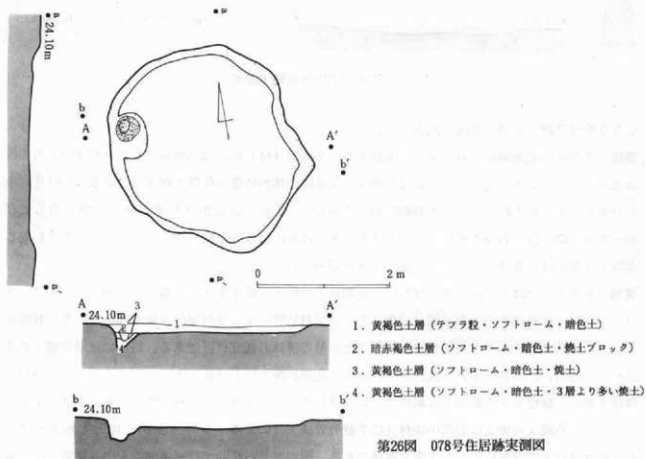 a
24.10m
a
b
A
A′
b′
a′
a′
0 2 m
A 24.10m 3 2 1 4 A′
b 24.10m b′
1．黄褐色土層（テフラ粒・ソフトローム・暗色土）
2．暗赤褐色土層（ソフトローム・暗色土・焼土ブロック）
3．黄褐色土層（ソフトローム・暗色土・焼土）
4．黄褐色土層（ソフトローム・暗色土・3層より多い焼土）
第26図 078号住居跡実測図